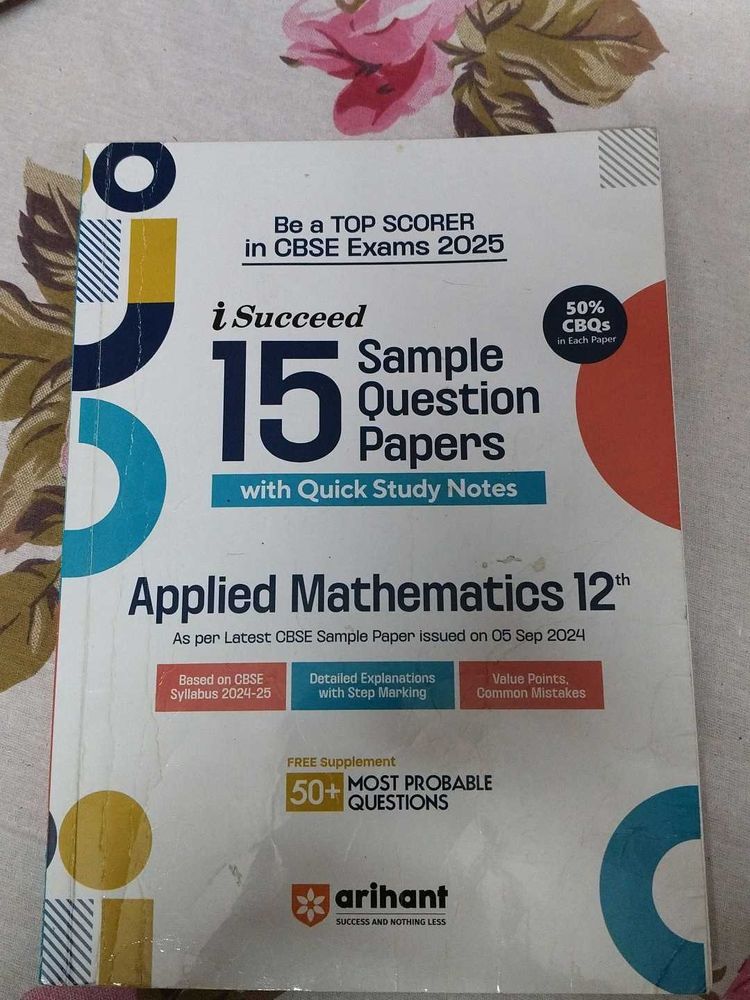 Be a TOP SCORER
in CBSE Exams 2025
i Succeed
50%
CBQs
in Each Paper
15
Sample
Question
Papers
with Quick Study Notes
Applied Mathematics 12th
As per Latest CBSE Sample Paper issued on 05 Sep 2024
Based on CBSE
Syllabus 2024-25
Detailed Explanations
with Step Marking
Value Points,
Common Mistakes
FREE Supplement
50+ MOST PROBABLE
QUESTIONS
arihant
SUCCESS AND NOTHING LESS